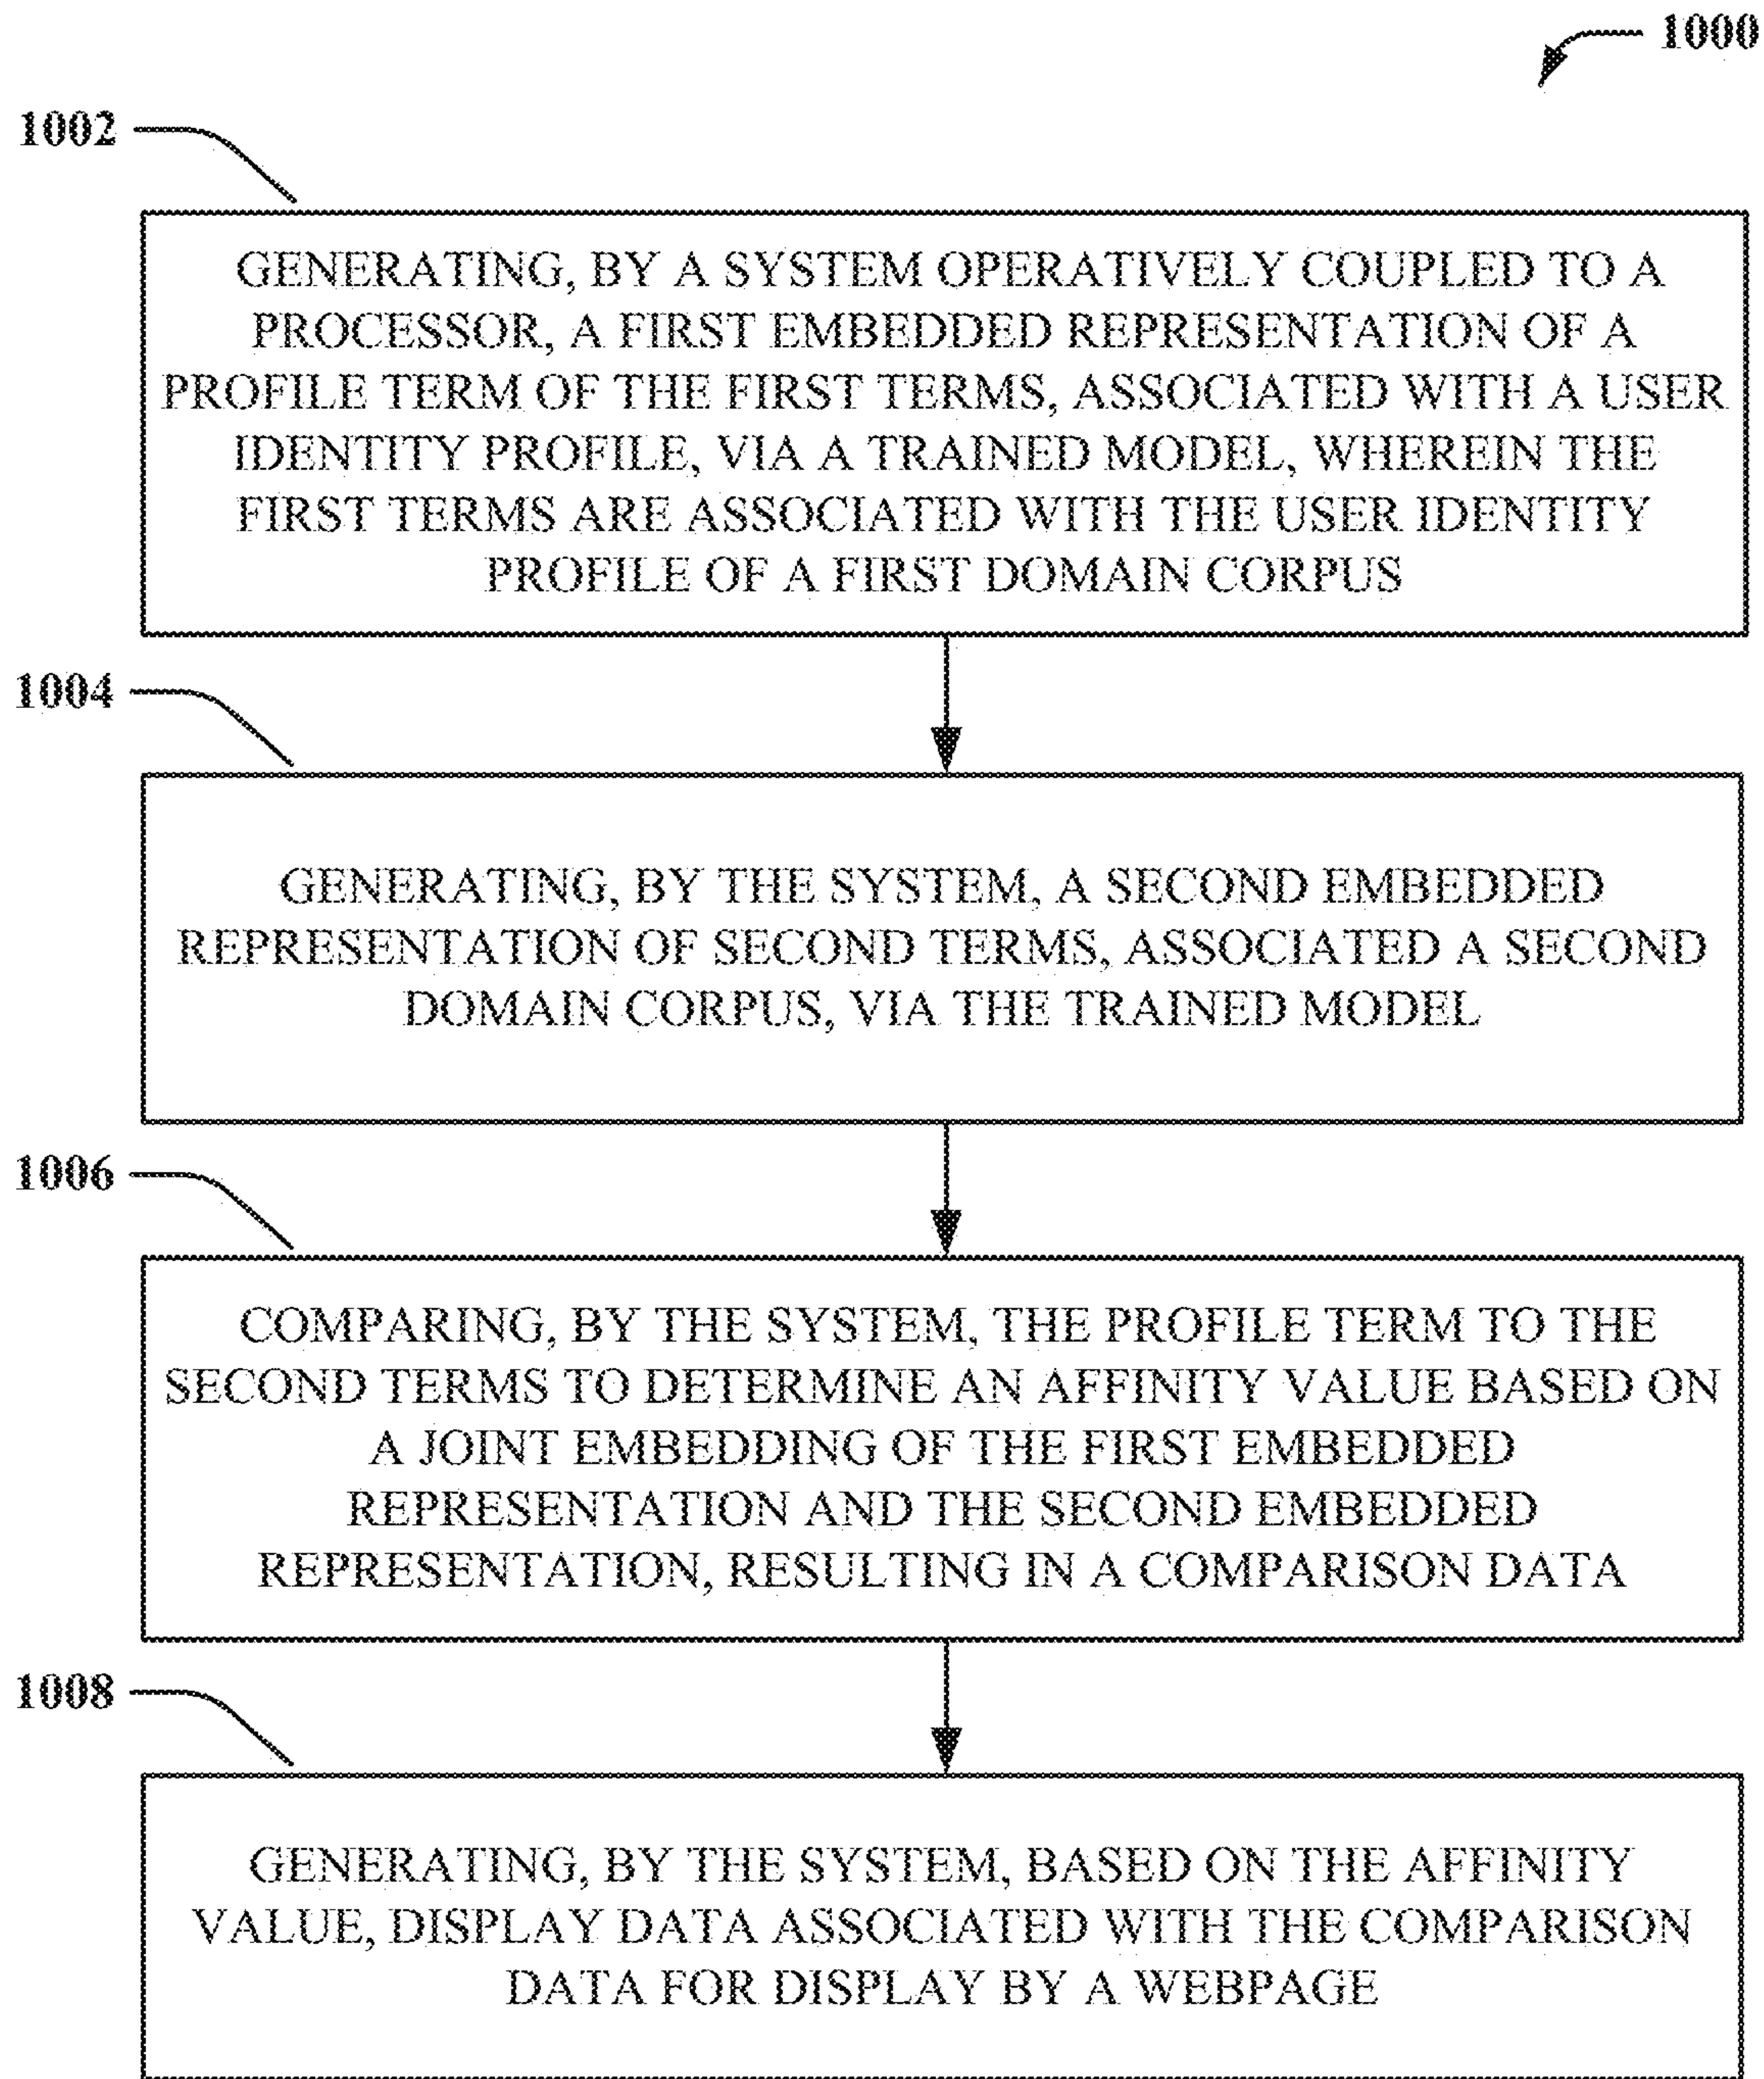 1000
1002
GENERATING, BY A SYSTEM OPERATIVELY COUPLED TO A
PROCESSOR, A FIRST EMBEDDED REPRESENTATION OF A
PROFILE TERM OF THE FIRST TERMS, ASSOCIATED WITH A USER
IDENTITY PROFILE, VIA A TRAINED MODEL, WHEREIN THE
FIRST TERMS ARE ASSOCIATED WITH THE USER IDENTITY
PROFILE OF A FIRST DOMAIN CORPUS
1004
GENERATING, BY THE SYSTEM, A SECOND EMBEDDED
REPRESENTATION OF SECOND TERMS, ASSOCIATED A SECOND
DOMAIN CORPUS, VIA THE TRAINED MODEL
1006
COMPARING, BY THE SYSTEM, THE PROFILE TERM TO THE
SECOND TERMS TO DETERMINE AN AFFINITY VALUE BASED ON
A JOINT EMBEDDING OF THE FIRST EMBEDDED
REPRESENTATION AND THE SECOND EMBEDDED
REPRESENTATION, RESULTING IN A COMPARISON DATA
1008
GENERATING, BY THE SYSTEM, BASED ON THE AFFINITY
VALUE, DISPLAY DATA ASSOCIATED WITH THE COMPARISON
DATA FOR DISPLAY BY A WEBPAGE